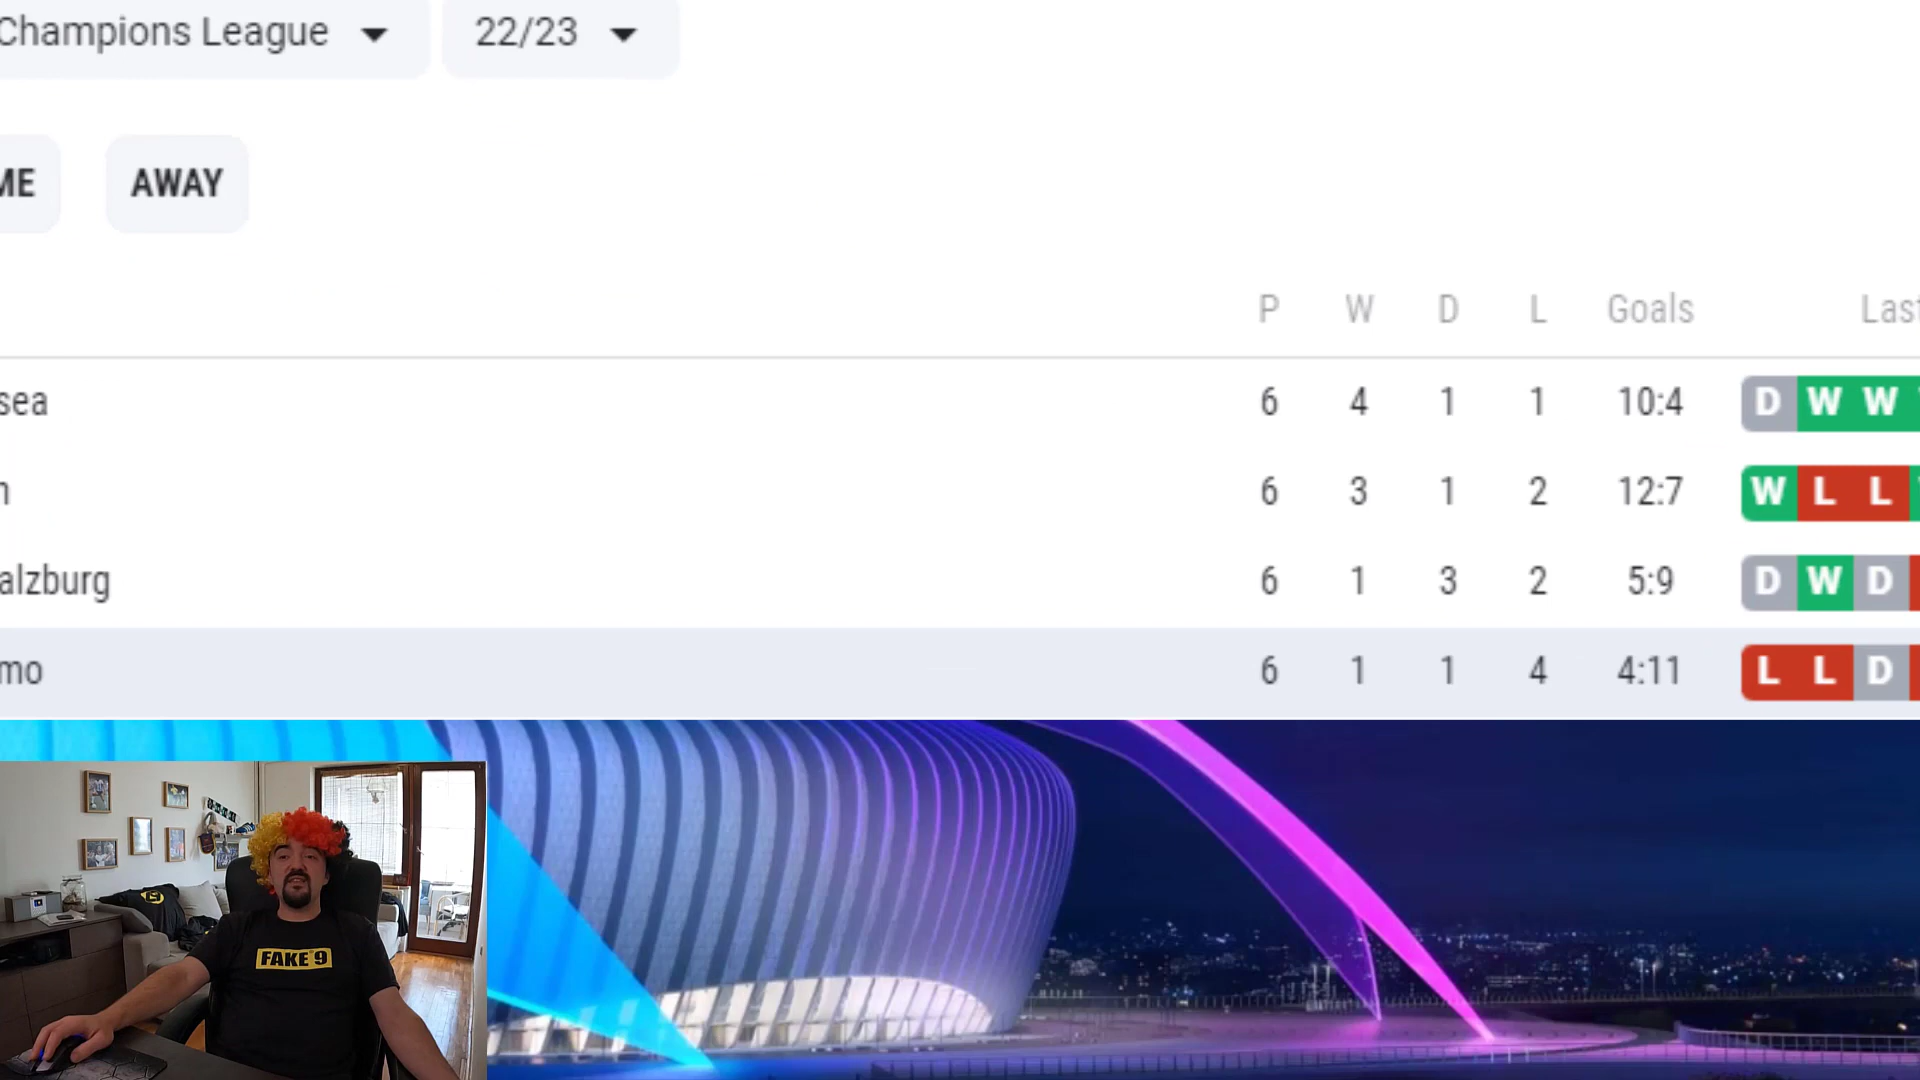 Champions League 22/23
ME AWAY
P W D L Goals Last
sea 6 4 1 1 10:4 D W W
n 6 3 1 2 12:7 W L L
alzburg 6 1 3 2 5:9 D W D
mo 6 1 1 4 4:11 L L D
FAKE 9